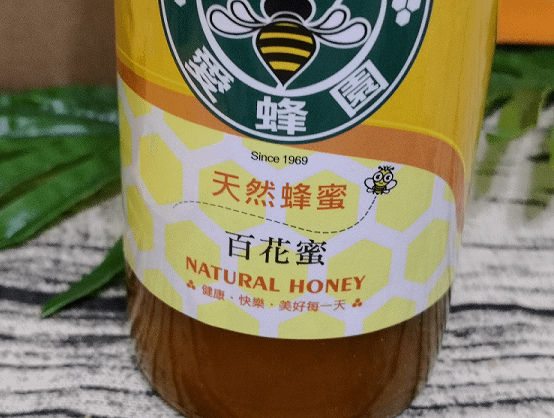 愛蜂園
Since 1969
天然蜂蜜
百花蜜
NATURAL HONEY
健康・快樂・美好每一天